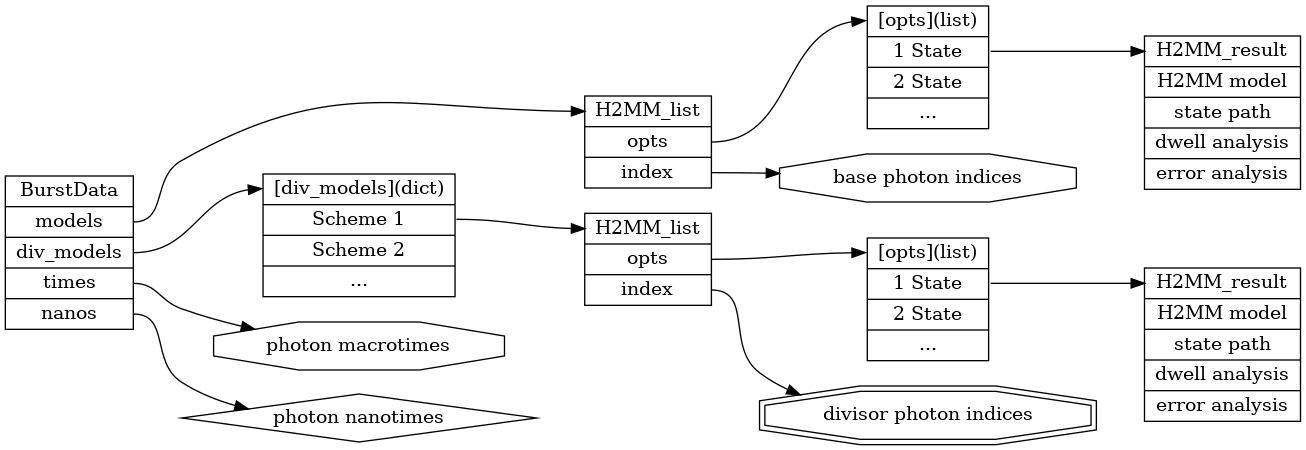 BurstData
models
div_models
times
nanos
[div_models](dict)
Scheme 1
Scheme 2
...
photon macrotimes
photon nanotimes
H2MM_list
opts
index
H2MM_list
opts
index
[opts](list)
1 State
2 State
...
base photon indices
[opts](list)
1 State
2 State
...
divisor photon indices
H2MM_result
H2MM model
state path
dwell analysis
error analysis
H2MM_result
H2MM model
state path
dwell analysis
error analysis